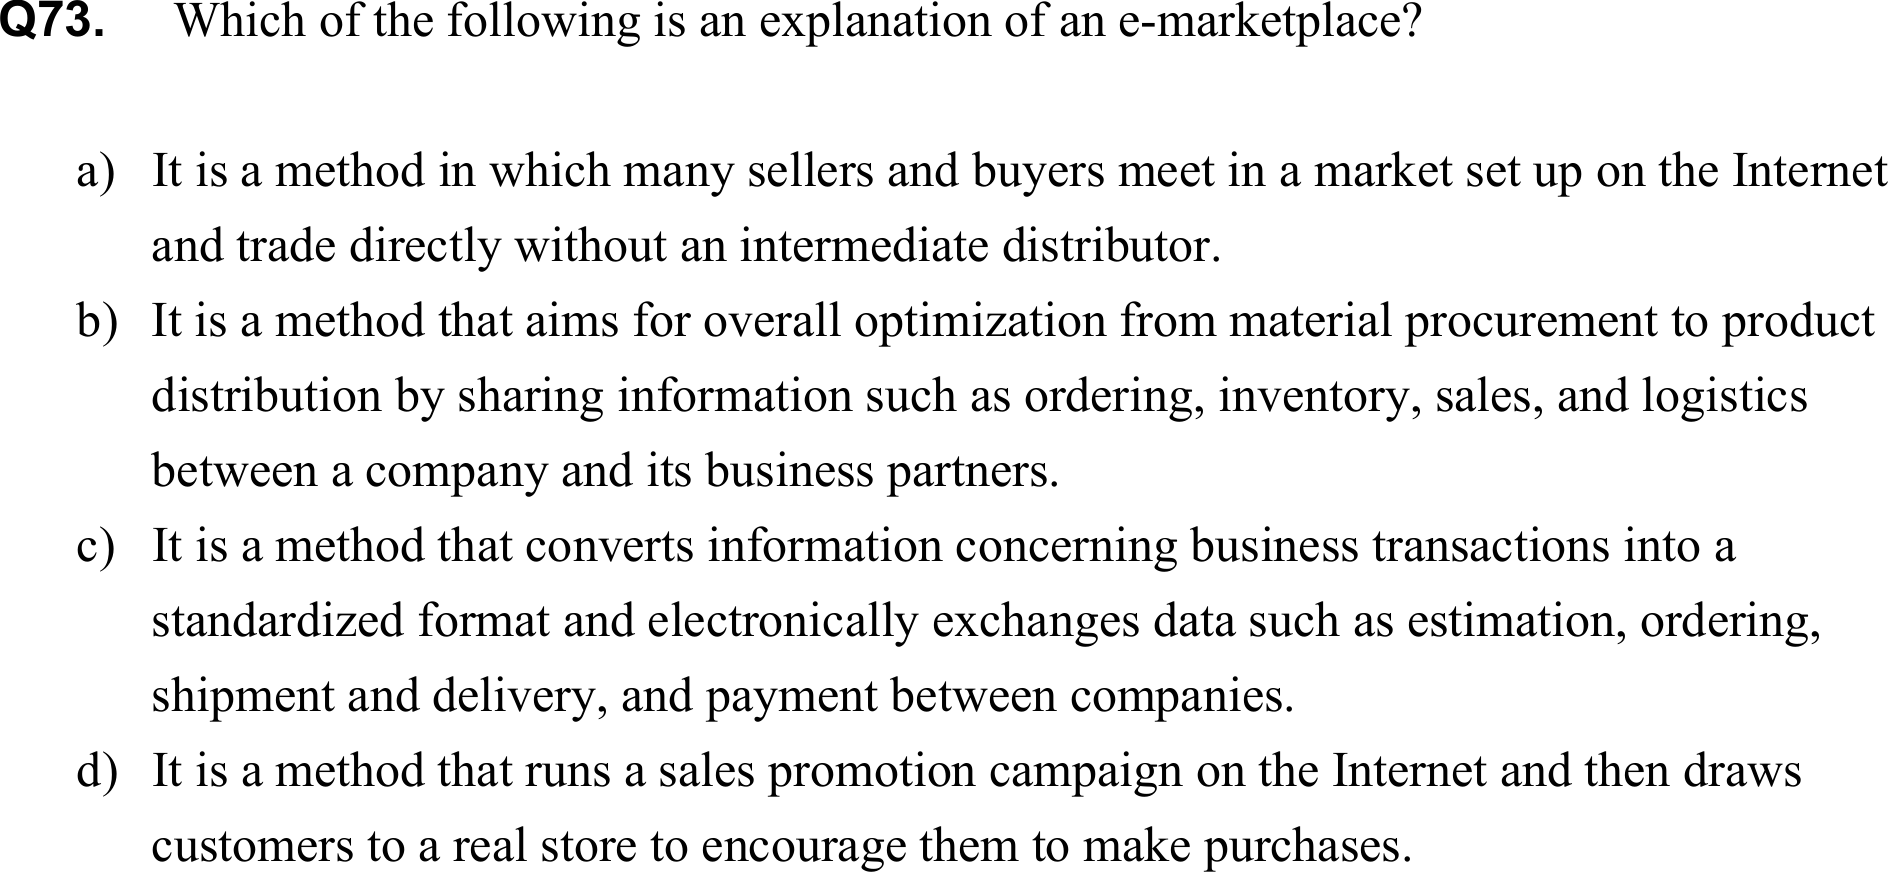 Q73. Which of the following is an explanation of an e-marketplace?
a) It is a method in which many sellers and buyers meet in a market set up on the Internet
and trade directly without an intermediate distributor.
b) It is a method that aims for overall optimization from material procurement to product
distribution by sharing information such as ordering, inventory, sales, and logistics
between a company and its business partners.
c) It is a method that converts information concerning business transactions into a
standardized format and electronically exchanges data such as estimation, ordering,
shipment and delivery, and payment between companies.
d) It is a method that runs a sales promotion campaign on the Internet and then draws
customers to a real store to encourage them to make purchases.